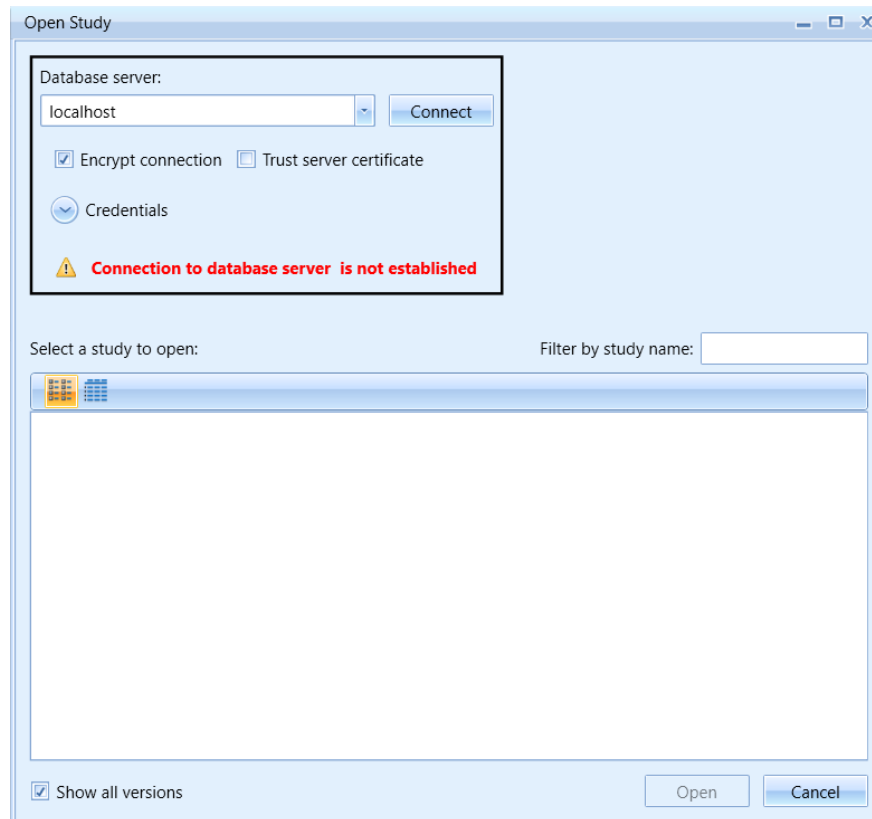 Open Study
Database server:
localhost
Connect
Encrypt connection
Trust server certificate
Credentials
Connection to database server  is not established
Select a study to open:
Filter by study name:
Show all versions
Open
Cancel